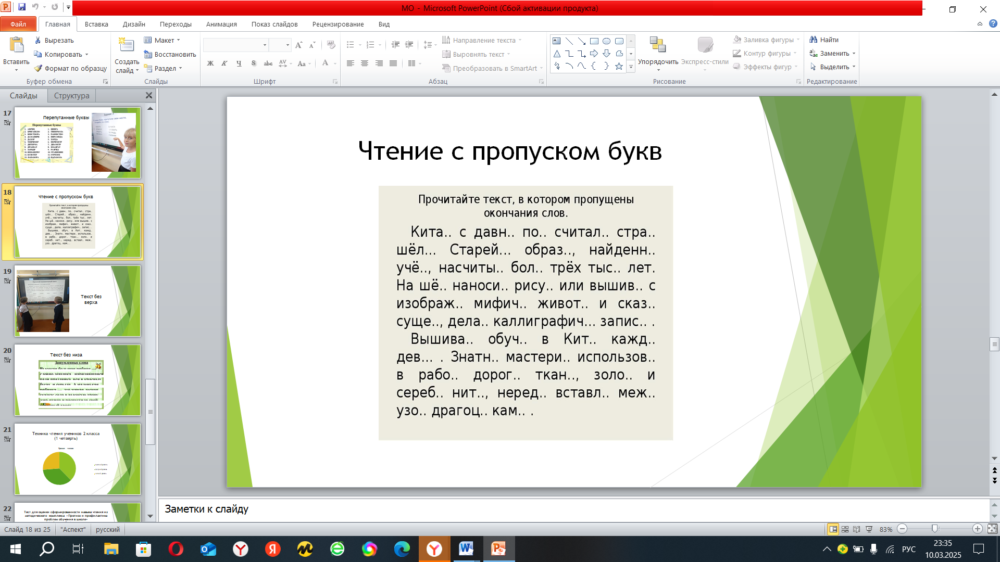 МО - Microsoft PowerPoint (Сбой активации продукта)
Файл Главная Вставка Дизайн Переходы Анимация Показ слайдов Рецензирование Вид
Вставить
Вырезать
Копировать
Формат по образцу
Буфер обмена
Создать слайд
Макет
Восстановить
Раздел
Слайды
Шрифт
Направление текста
Выровнять текст
Преобразовать в SmartArt
Абзац
Упорядочить
Экспресс-стили
Заливка фигуры
Контур фигуры
Эффекты фигур
Рисование
Найти
Заменить
Выделить
Редактирование
Слайды Структура
17
Перепутанные буквы
Перепутанные буквы
18
Чтение с пропуском букв
19
Текст без
верха
20
Текст без низа
Зашумленные слова
21
Техника чтения учеников 2 класса
(1 четверть)
22
Тест для оценки сформированности навыка чтения из
методического комплекса «Прогноз и профилактика
проблем обучения в школе»
Чтение с пропуском букв
Прочитайте текст, в котором пропущены
окончания слов.
Кита.. с давн.. по.. считал.. стра..
шёл... Старей... образ.., найденн..
учё.., насчиты.. бол.. трёх тыс.. лет.
На шё.. наноси.. рису.. или вышив.. с
изображ.. мифич.. живот.. и сказ..
суще.., дела.. каллиграфич... запис.. .
Вышива.. обуч.. в Кит.. кажд..
дев... . Знатн.. мастери.. использов..
в рабо.. дорог.. ткан.., золо.. и
сереб.. нит.., неред.. вставл.. меж..
узо.. драгоц.. кам.. .
Заметки к слайду
Слайд 18 из 25 "Аспект" русский
83%
РУС
23:35
10.03.2025